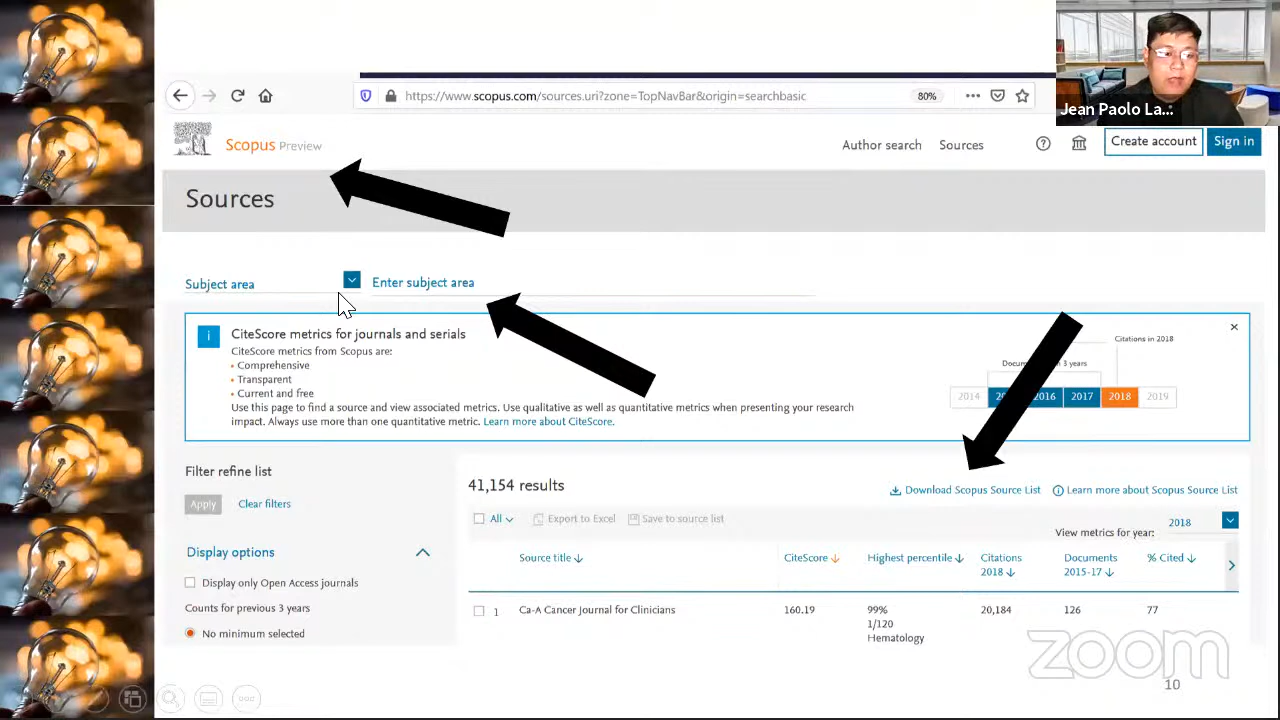 Jean Paolo La...
https://www.scopus.com/sources.uri?zone=TopNavBar&origin=searchbasic
80%
Scopus Preview
Author search
Sources
Create account
Sign in
Sources
Subject area
Enter subject area
i
CiteScore metrics for journals and serials
CiteScore metrics from Scopus are:
• Comprehensive
• Transparent
• Current and free
Use this page to find a source and view associated metrics. Use qualitative as well as quantitative metrics when presenting your research
impact. Always use more than one quantitative metric. Learn more about CiteScore.
Citations in 2018
3 years
2014
2017
2018
2019
Filter refine list
Apply
Clear filters
Display options
Display only Open Access journals
Counts for previous 3 years
No minimum selected
41,154 results
Download Scopus Source List
Learn more about Scopus Source List
All
Export to Excel
Save to source list
View metrics for year:
2018
Source title
CiteScore
Highest percentile
Citations
2018
Documents
2015-17
% Cited
1
Ca-A Cancer Journal for Clinicians
160.19
99%
1/120
Hematology
20,184
126
77
zoom
10